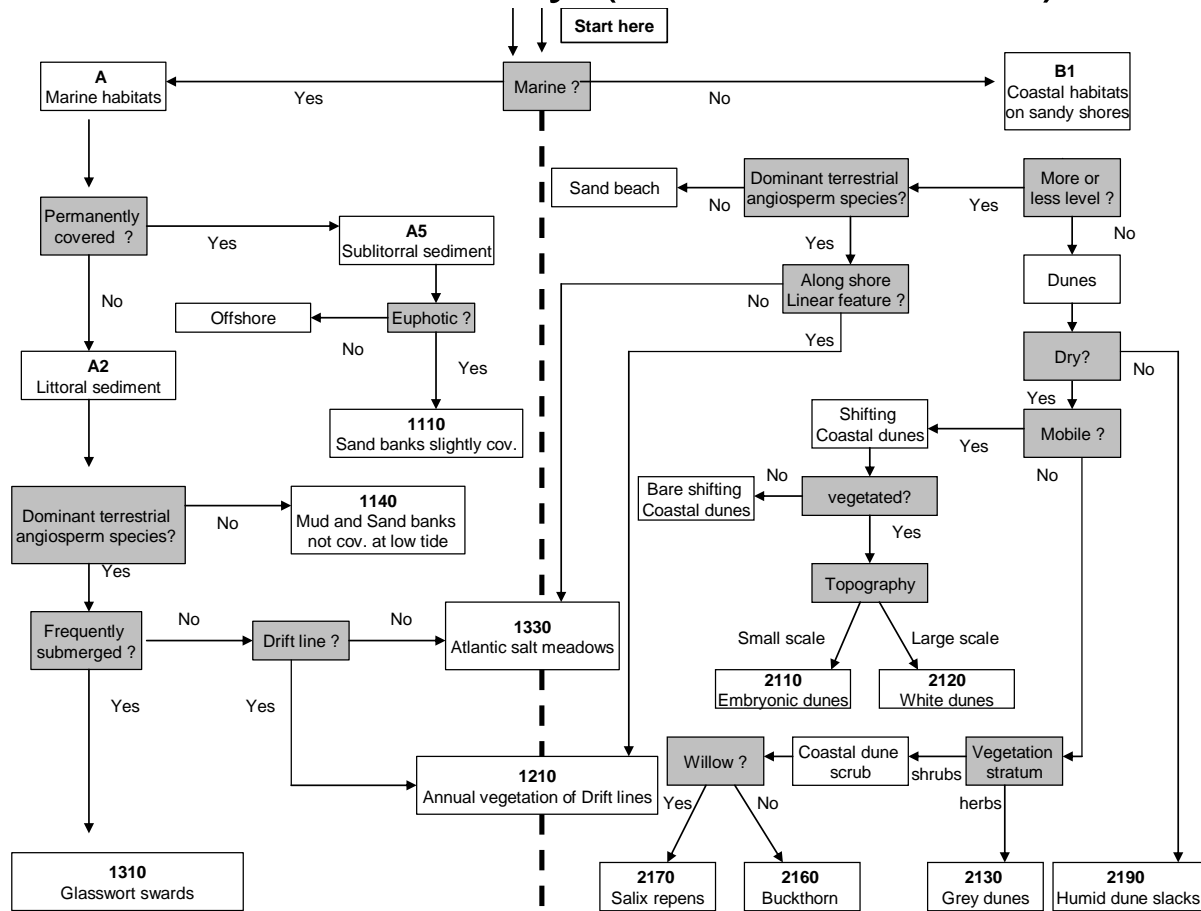 Start here
A
Marine habitats
Yes
Marine ?
No
B1
Coastal habitats
on sandy shores
Permanently
covered ?
Yes
A5
Sublitorral sediment
No
Offshore
No
Euphotic ?
Yes
A2
Littoral sediment
1110
Sand banks slightly cov.
Dominant terrestrial
angiosperm species?
No
1140
Mud and Sand banks
not cov. at low tide
Yes
Frequently
submerged ?
No
Drift line ?
No
1330
Atlantic salt meadows
Yes
Yes
1210
Annual vegetation of Drift lines
1310
Glasswort swards
Sand beach
No
Dominant terrestrial
angiosperm species?
Yes
More or
less level ?
Yes
No
Along shore
Linear feature ?
No
Yes
Dunes
Dry?
No
Yes
Shifting
Coastal dunes
Yes
Mobile ?
No
Bare shifting
Coastal dunes
No
vegetated?
Yes
Topography
Small scale
Large scale
2110
Embryonic dunes
2120
White dunes
Willow ?
Coastal dune
scrub
shrubs
Vegetation
stratum
herbs
Yes
No
2170
Salix repens
2160
Buckthorn
2130
Grey dunes
2190
Humid dune slacks